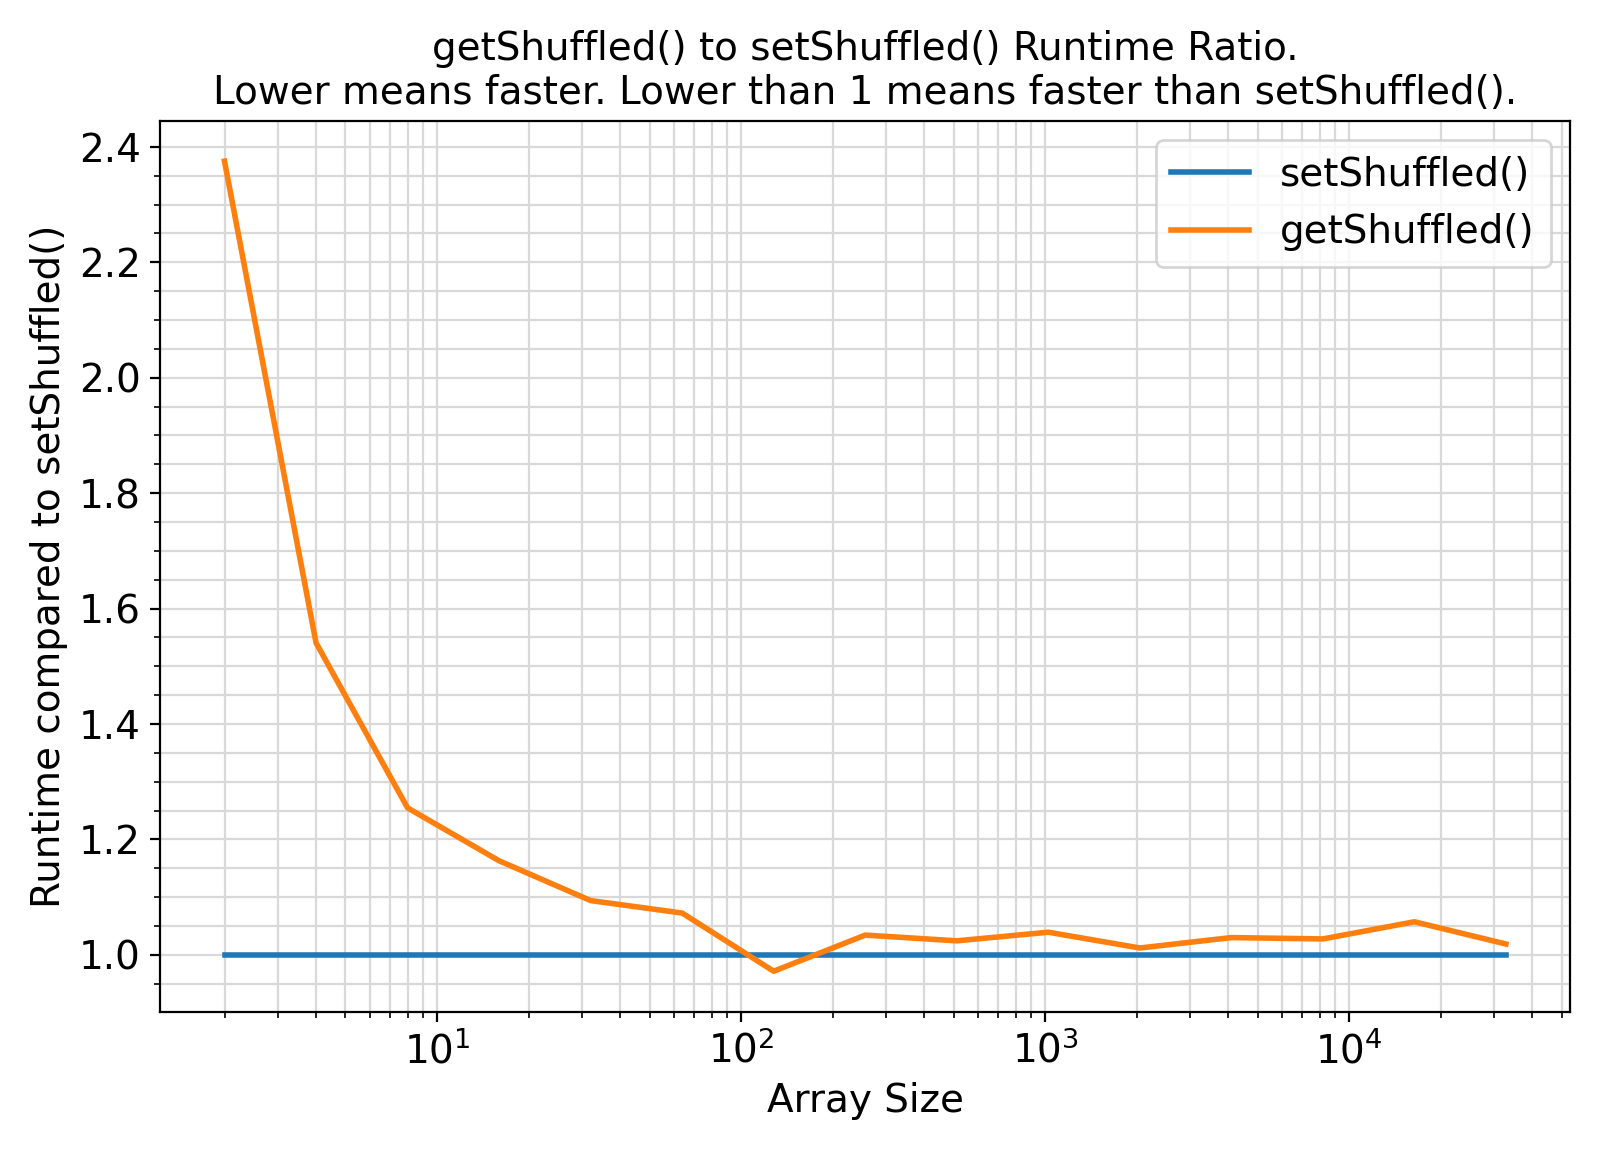 getShuffled() to setShuffled() Runtime Ratio.
Lower means faster. Lower than 1 means faster than setShuffled().
setShuffled()
getShuffled()
Runtime compared to setShuffled()
2.4
2.2
2.0
1.8
1.6
1.4
1.2
1.0
10¹ 10² 10³ 10⁴
Array Size